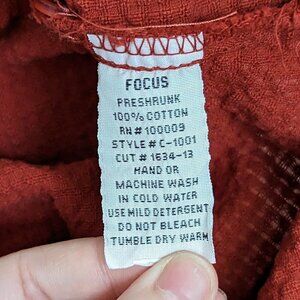 FOCUS
PRESHRUNK
100% COTTON
RN# 100009
STYLE# C-1001
CUT# 1634-13
HAND OR
MACHINE WASH
IN COLD WATER
USE MILD DETERGENT
DO NOT BLEACH
TUMBLE DRY WARM